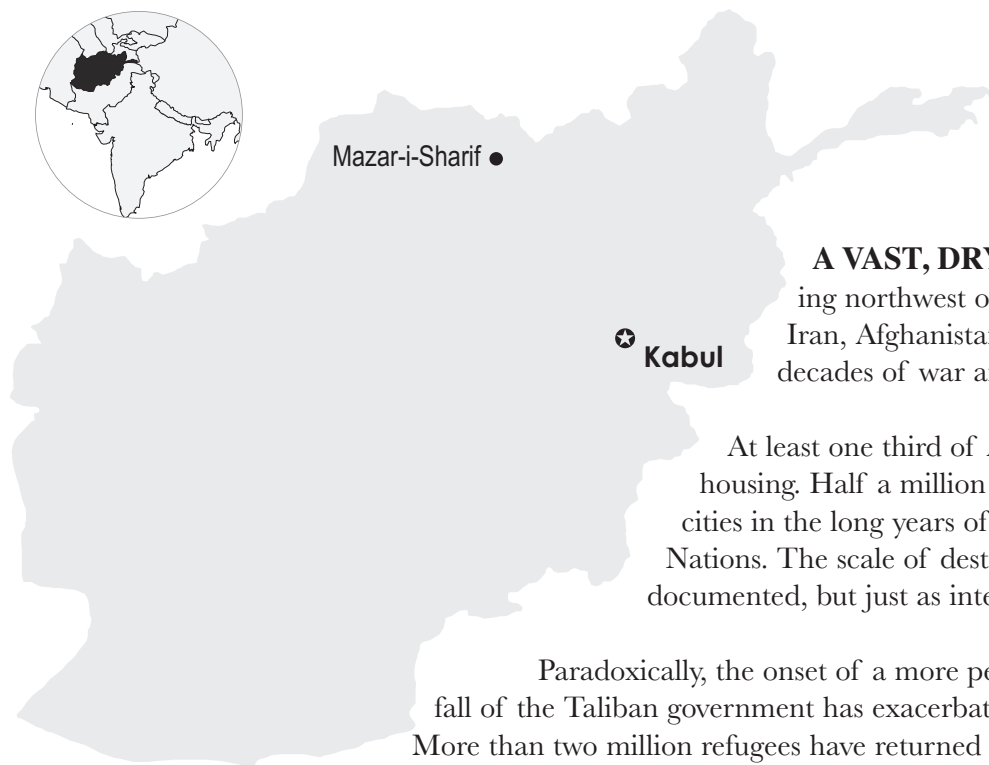 Mazar-i-Sharif
Kabul
A VAST, DRY
ing northwest o
Iran, Afghanista
decades of war a
At least one third of
housing. Half a million
cities in the long years of
Nations. The scale of dest
documented, but just as inte
Paradoxically, the onset of a more pe
fall of the Taliban government has exacerbat
More than two million refugees have returned